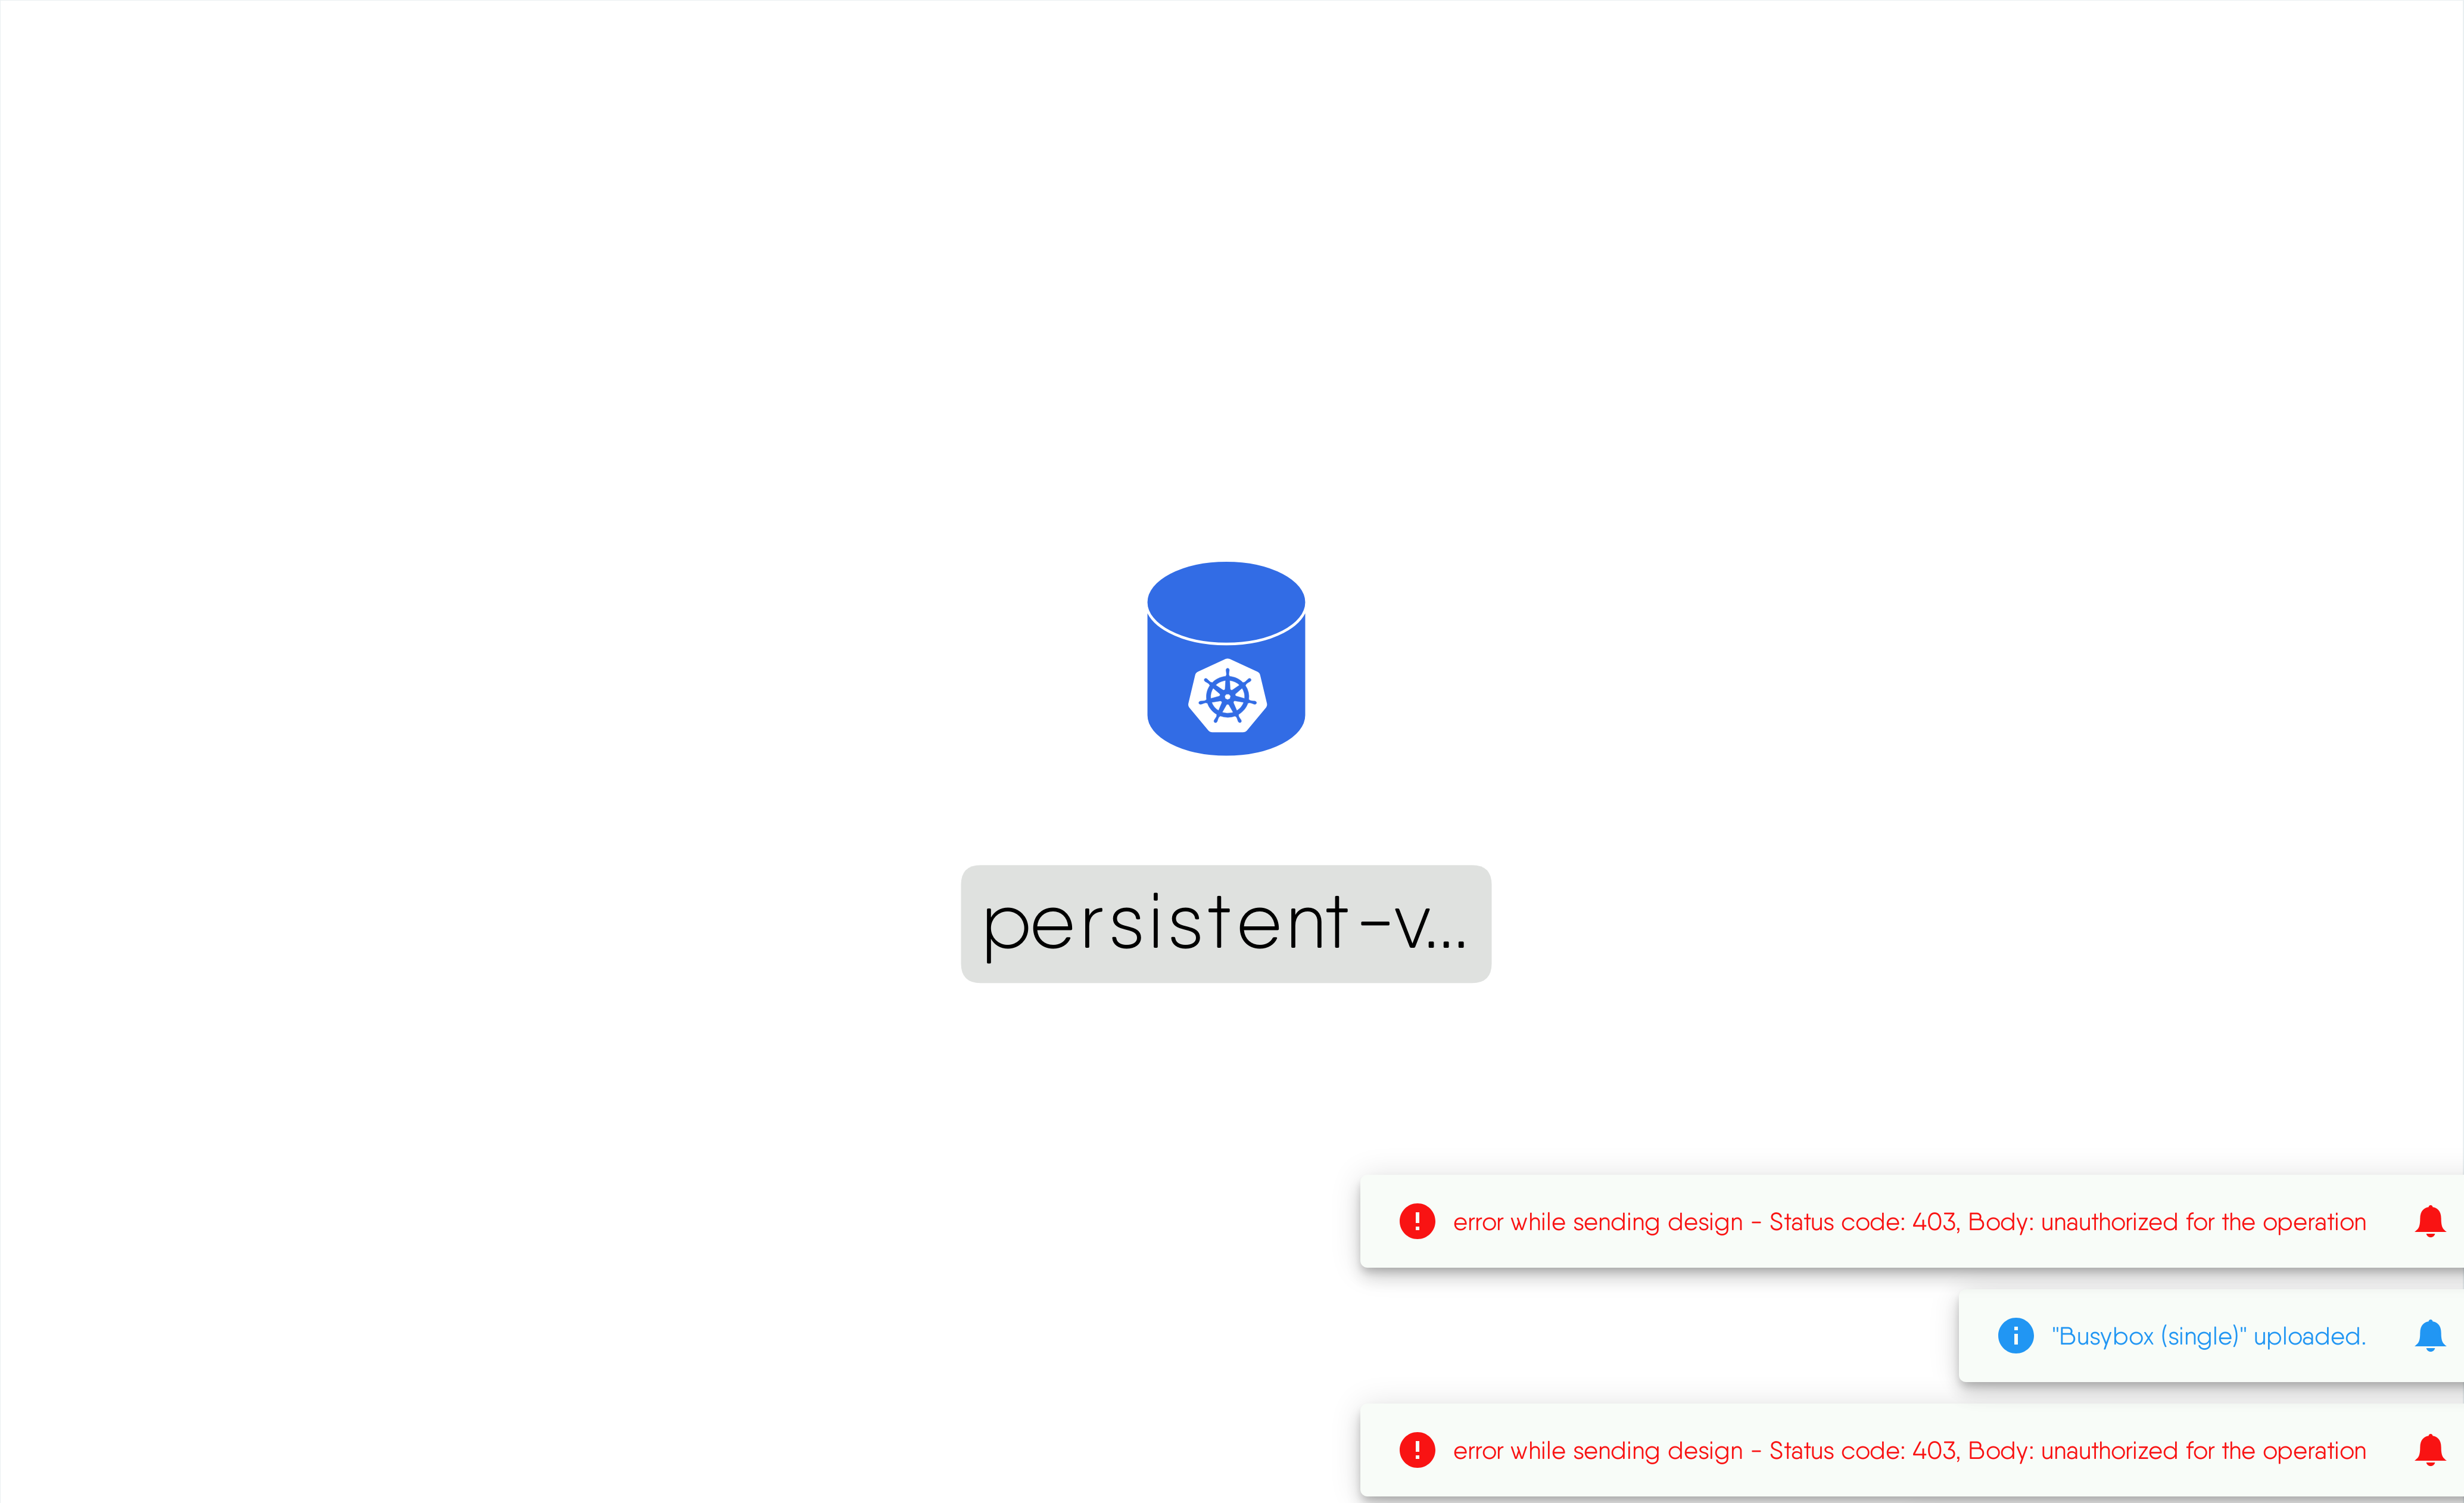 persistent-v...
error while sending design - Status code: 403, Body: unauthorized for the operation
"Busybox (single)" uploaded.
error while sending design - Status code: 403, Body: unauthorized for the operation